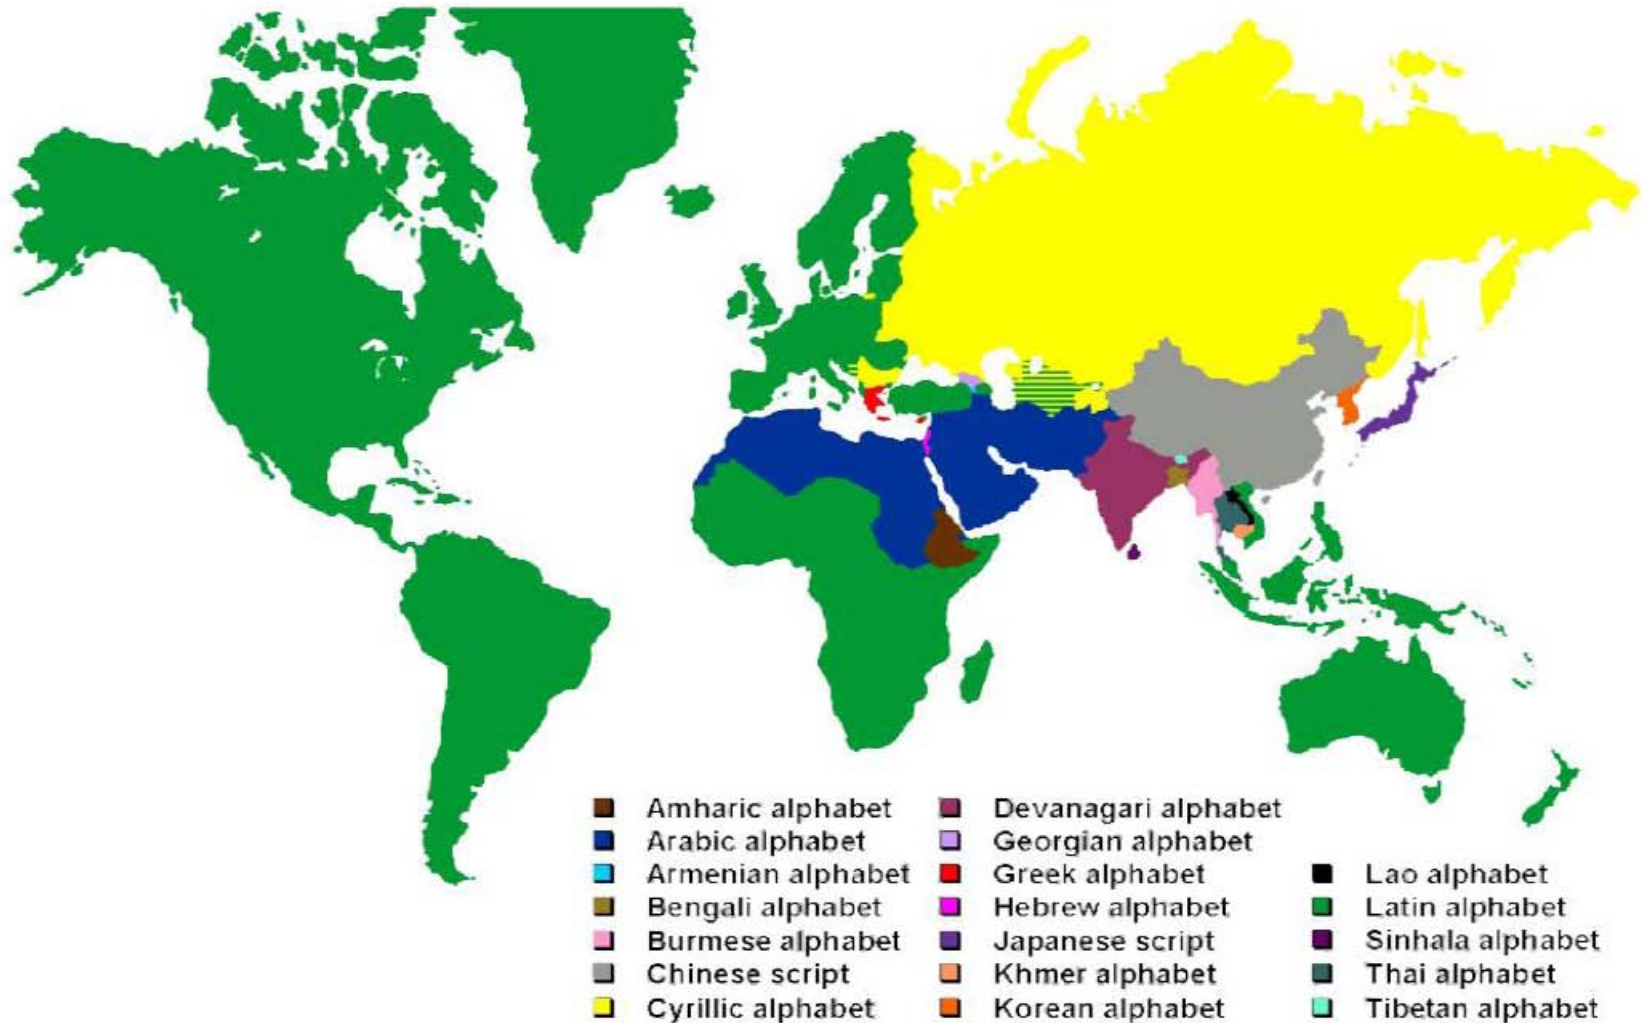 Amharic alphabet
Arabic alphabet
Armenian alphabet
Bengali alphabet
Burmese alphabet
Chinese script
Cyrillic alphabet
Devanagari alphabet
Georgian alphabet
Greek alphabet
Hebrew alphabet
Japanese script
Khmer alphabet
Korean alphabet
Lao alphabet
Latin alphabet
Sinhala alphabet
Thai alphabet
Tibetan alphabet